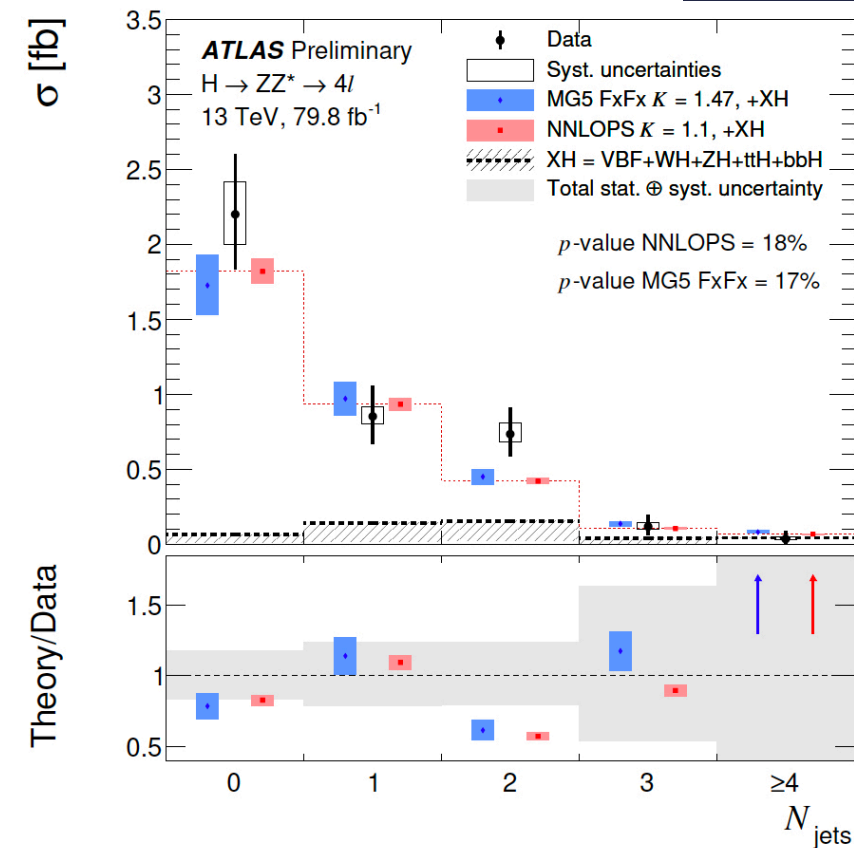 σ [fb]
3.5
3
2.5
2
1.5
1
0.5
0
ATLAS Preliminary
H → ZZ* → 4l
13 TeV, 79.8 fb⁻¹
Data
Syst. uncertainties
MG5 FxFx K = 1.47, +XH
NNLOPS K = 1.1, +XH
XH = VBF+WH+ZH+ttH+bbH
Total stat. ⊕ syst. uncertainty
p-value NNLOPS = 18%
p-value MG5 FxFx = 17%
Theory/Data
1.5
1
0.5
0 1 2 3 ≥4
N jets